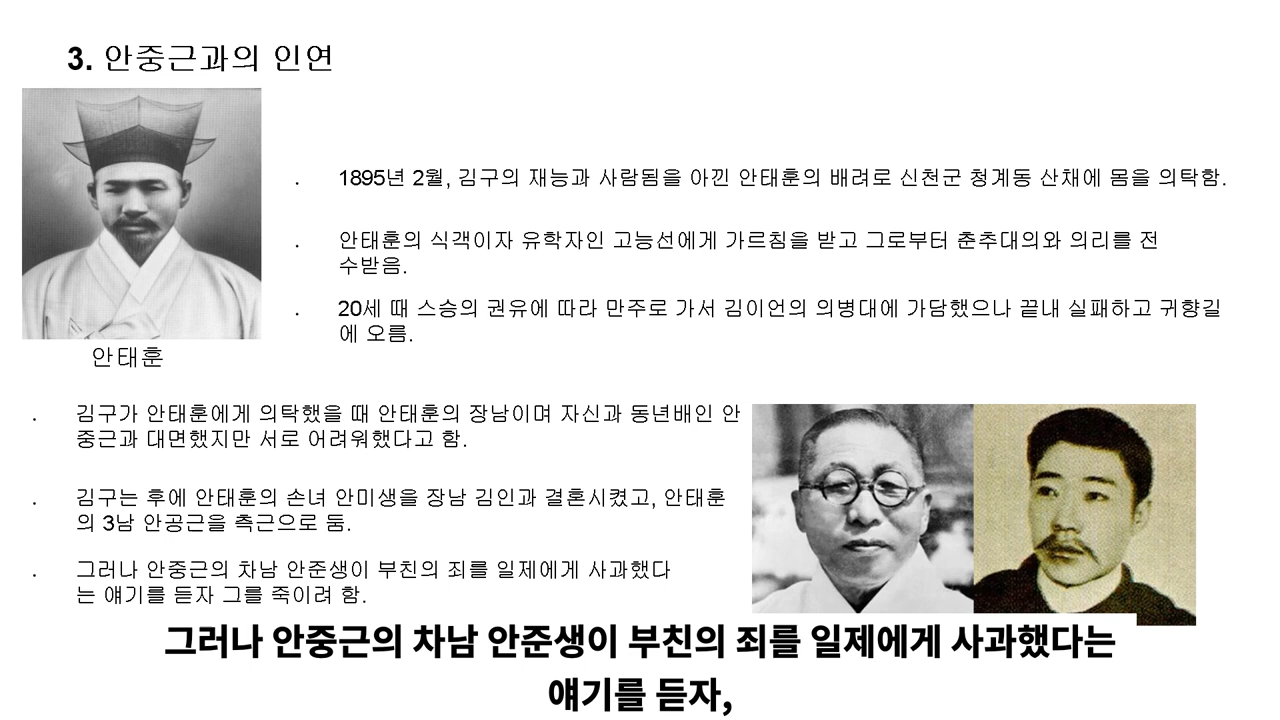 3. 안중근과의 인연
. 1895년 2월, 김구의 재능과 사람됨을 아낀 안태훈의 배려로 신천군 청계동 산채에 몸을 의탁함.
. 안태훈의 식객이자 유학자인 고능선에게 가르침을 받고 그로부터 춘추대의와 의리를 전
수받음.
. 20세 때 스승의 권유에 따라 만주로 가서 김이언의 의병대에 가담했으나 끝내 실패하고 귀향길
에 오름.
안태훈
. 김구가 안태훈에게 의탁했을 때 안태훈의 장남이며 자신과 동년배인 안
중근과 대면했지만 서로 어려워했다고 함.
. 김구는 후에 안태훈의 손녀 안미생을 장남 김인과 결혼시켰고, 안태훈
의 3남 안공근을 측근으로 둠.
. 그러나 안중근의 차남 안준생이 부친의 죄를 일제에게 사과했다
는 얘기를 듣자 그를 죽이려 함.
그러나 안중근의 차남 안준생이 부친의 죄를 일제에게 사과했다는
얘기를 듣자,